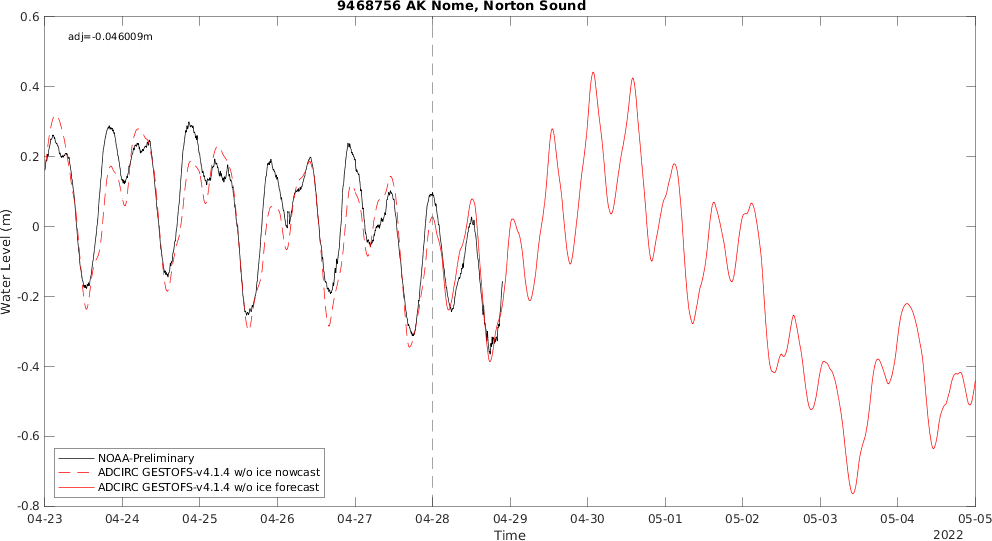 9468756 AK Nome, Norton Sound
adj=-0.046009m
Water Level (m)
0.6
0.4
0.2
0
-0.2
-0.4
-0.6
-0.8
NOAA-Preliminary
ADCIRC GESTOFS-v4.1.4 w/o ice nowcast
ADCIRC GESTOFS-v4.1.4 w/o ice forecast
04-23 04-24 04-25 04-26 04-27 04-28 04-29 04-30 05-01 05-02 05-03 05-04 05-05
Time
2022